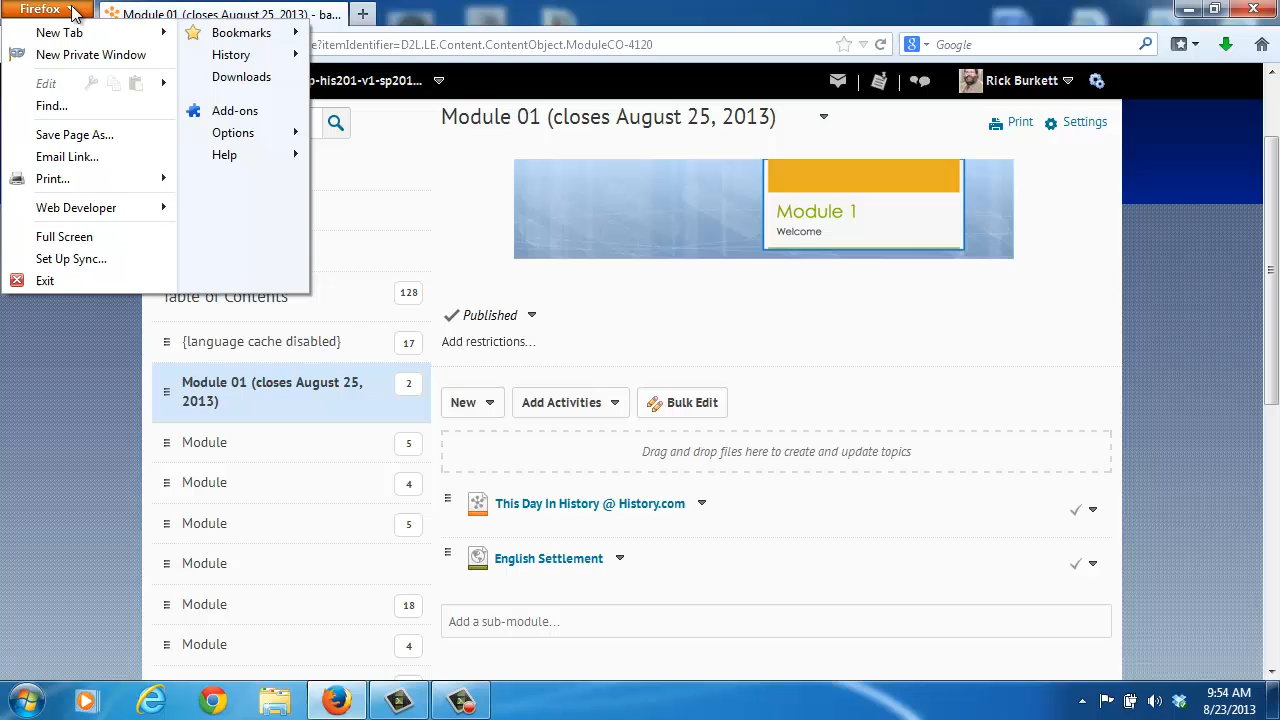 Firefox
Module 01 (closes August 25, 2013) - ba...
New Tab
New Private Window
Edit
Find...
Save Page As...
Email Link...
Print...
Web Developer
Full Screen
Set Up Sync...
Exit
Bookmarks
History
Downloads
Add-ons
Options
Help
e?itemIdentifier=D2L.LE.Content.ContentObject.ModuleCO-4120
Google
p-his201-v1-sp201...
Rick Burkett
Module 01 (closes August 25, 2013)
Print
Settings
Module 1
Welcome
Table of Contents
128
{language cache disabled}
17
Module 01 (closes August 25,
2013)
2
Module
5
Module
4
Module
5
Module
Module
18
Module
4
Published
Add restrictions...
New
Add Activities
Bulk Edit
Drag and drop files here to create and update topics
This Day In History @ History.com
English Settlement
Add a sub-module...
9:54 AM
8/23/2013